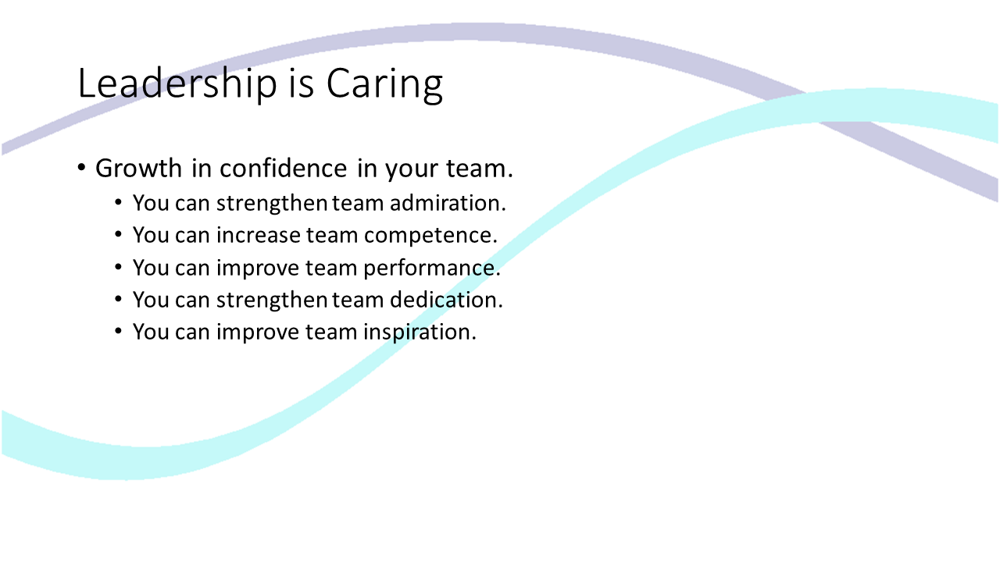 Leadership is Caring
• Growth in confidence in your team.
• You can strengthen team admiration.
• You can increase team competence.
• You can improve team performance.
• You can strengthen team dedication.
• You can improve team inspiration.